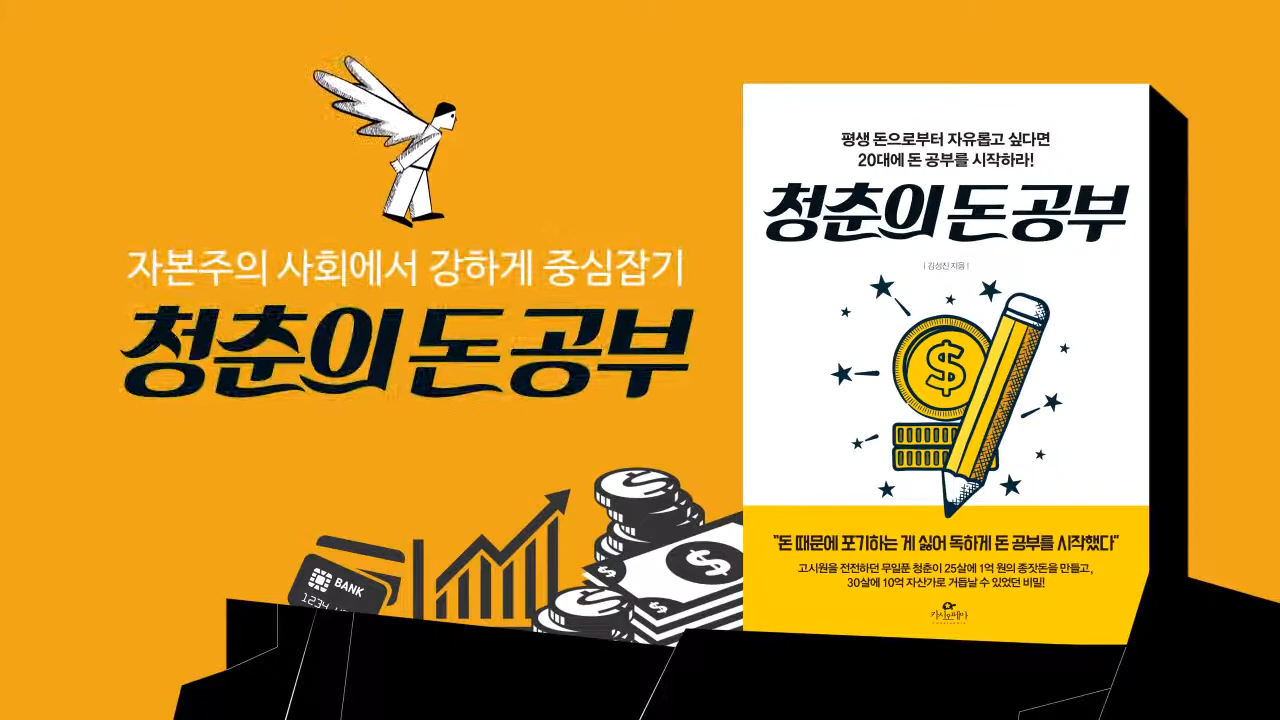 자본주의 사회에서 강하게 중심잡기
청춘의 돈 공부
BANK
1234
평생 돈으로부터 자유롭고 싶다면
20대에 돈 공부를 시작하라!
청춘의 돈 공부
| 김성진 지음 |
"돈 때문에 포기하는 게 싫어 독하게 돈 공부를 시작했다"
고시원을 전전하던 무일푼 청춘이 25살에 1억 원의 종잣돈을 만들고,
30살에 10억 자산가로 거듭날 수 있었던 비밀!
카시오페아